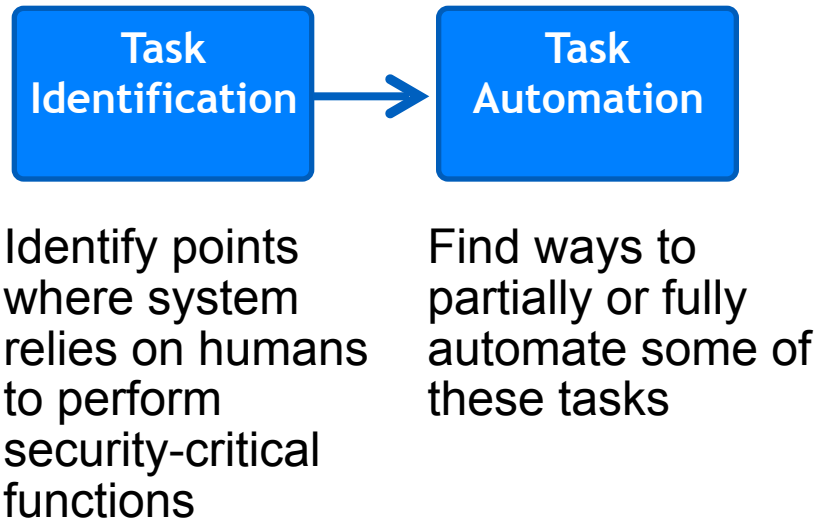 Task
Identification
Task
Automation
Identify points
where system
relies on humans
to perform
security-critical
functions
Find ways to
partially or fully
automate some of
these tasks